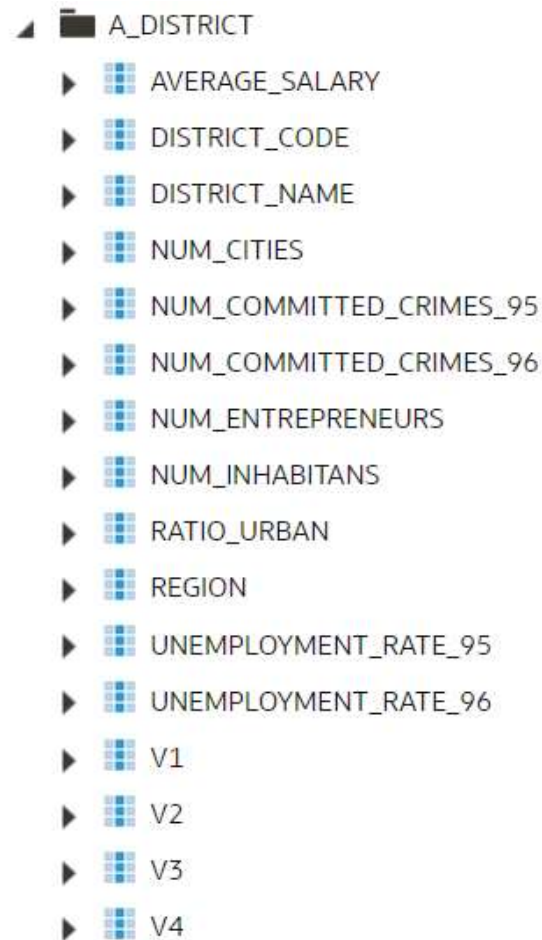 A_DISTRICT
AVERAGE_SALARY
DISTRICT_CODE
DISTRICT_NAME
NUM_CITIES
NUM_COMMITTED_CRIMES_95
NUM_COMMITTED_CRIMES_96
NUM_ENTREPRENEURS
NUM_INHABITANS
RATIO_URBAN
REGION
UNEMPLOYMENT_RATE_95
UNEMPLOYMENT_RATE_96
V1
V2
V3
V4